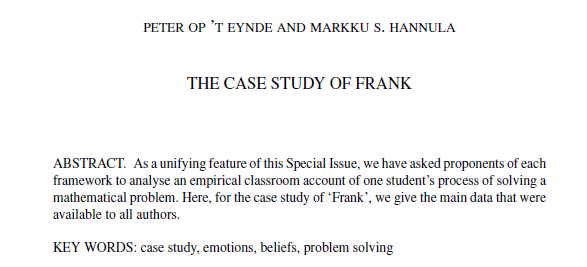 PETER OP 'T EYNDE AND MARKKU S. HANNULA
THE CASE STUDY OF FRANK
ABSTRACT. As a unifying feature of this Special Issue, we have asked proponents of each
framework to analyse an empirical classroom account of one student's process of solving a
mathematical problem. Here, for the case study of 'Frank', we give the main data that were
available to all authors.
KEY WORDS: case study, emotions, beliefs, problem solving